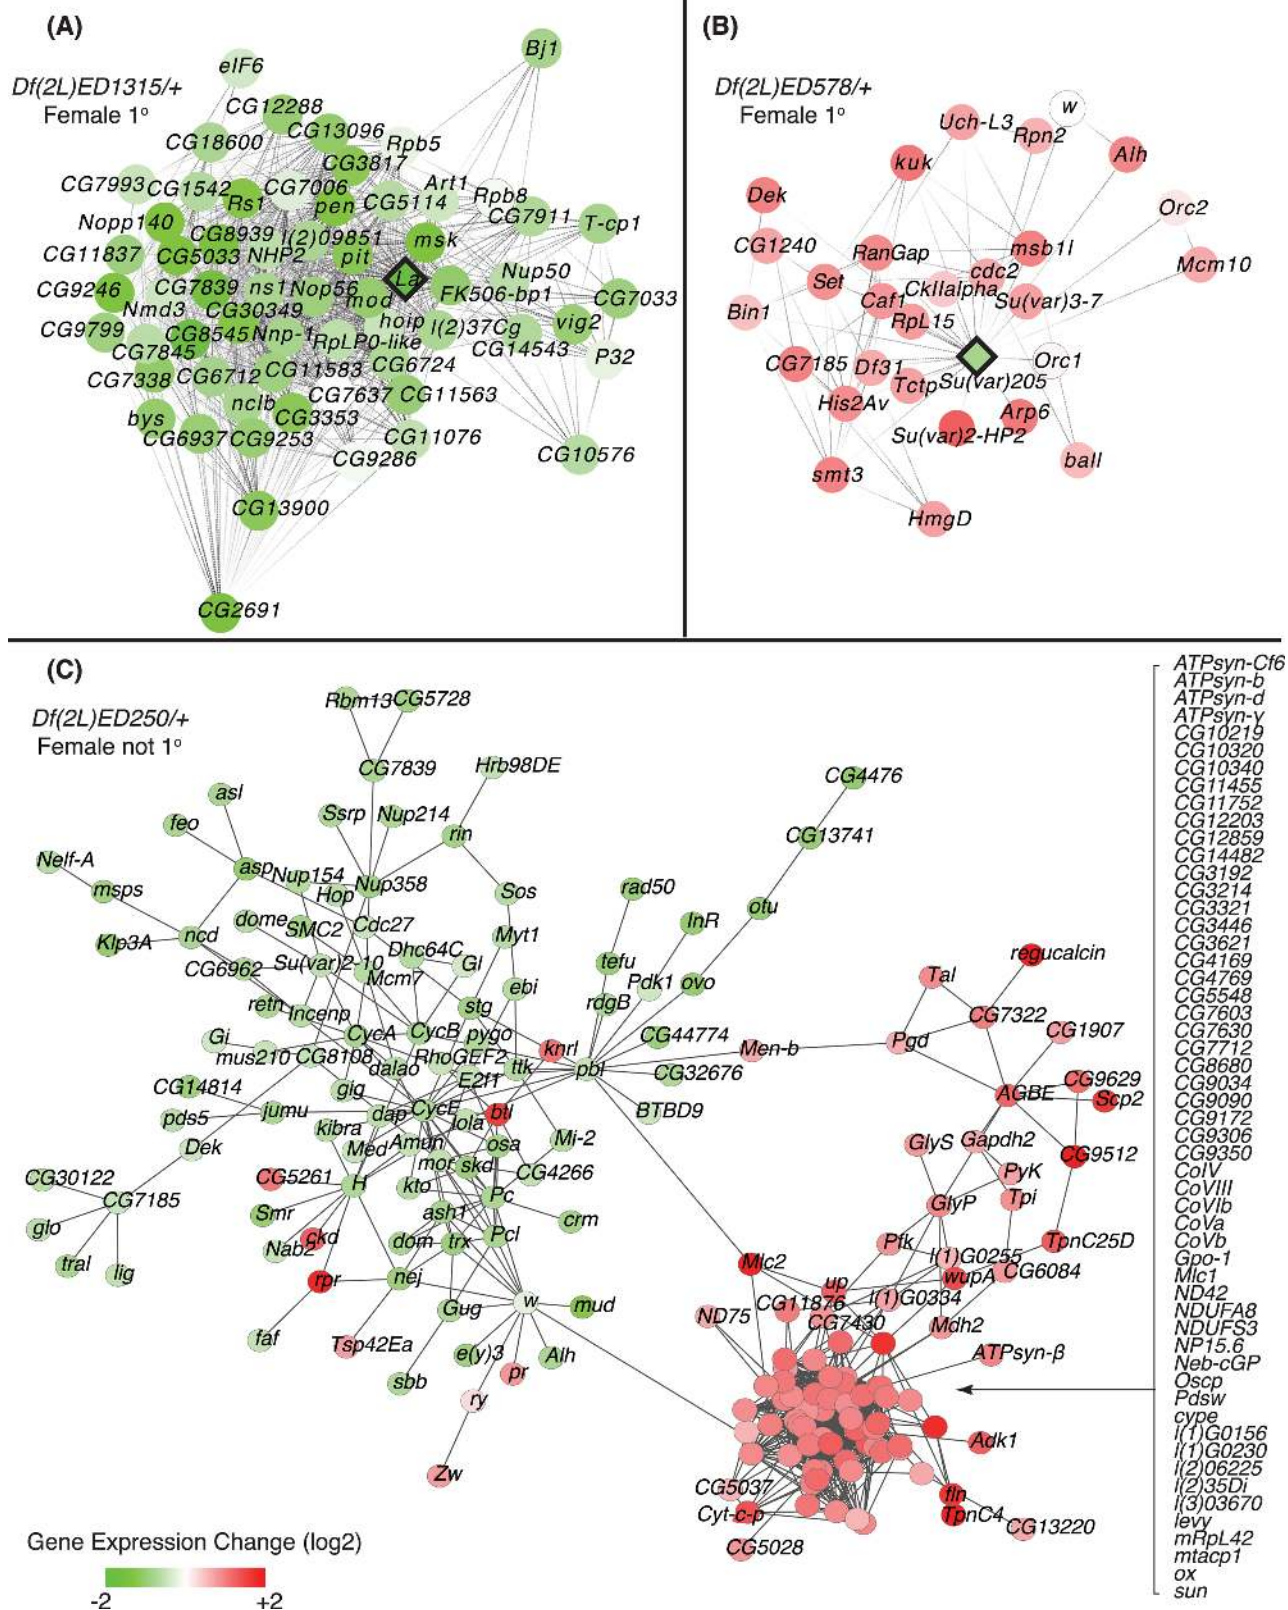 (A)
Df(2L)ED1315/+
Female 1o
eIF6
Bj1
CG12288
CG13096
CG18600
Rpb5
CG3817
CG7993
CG1542
CG7006
Art1
Rpb8
Rs1
pen
CG5114
CG7911
T-cp1
Nopp140
CG8939
l(2)09851
msk
CG11837
CG5033
NHP2
pit
La
Nup50
CG9246
CG7839
ns1
Nop56
mod
FK506-bp1
CG7033
Nmd3
CG30349
hoip
l(2)37Cg
vig2
CG9799
CG8545
Nnp-1
RpLP0-like
CG14543
P32
CG7845
CG6724
CG7338
CG6712
CG11583
CG7637
CG11563
bys
nclb
CG3353
CG6937
CG9253
CG11076
CG9286
CG10576
CG13900
CG2691
(B)
Df(2L)ED578/+
Female 1o
w
Uch-L3
Rpn2
Alh
kuk
Dek
Orc2
CG1240
RanGap
msb1l
Mcm10
Set
cdc2
CkIIalpha
Bin1
Caf1
Su(var)3-7
RpL15
CG7185
Df31
Orc1
Tctp
Su(var)205
His2Av
Arp6
Su(var)2-HP2
ball
smt3
HmgD
(C)
Df(2L)ED250/+
Female not 1o
Rbm13
CG5728
CG7839
Hrb98DE
CG4476
asl
feo
Ssrp
Nup214
rin
CG13741
Nelf-A
msps
asp
Nup154
Hop
Nup358
Sos
rad50
otu
InR
dome
SMC2
Cdc27
Myt1
Klp3A
ncd
Dhc64C
CG6962
Su(var)2-10
Mcm7
Gl
tefu
Pdk1
ovo
regucalcin
Tal
retn
Incenp
stg
ebi
rdgB
CG7322
CG1907
Gi
CycA
CycB
pygo
CG44774
Men-b
Pgd
mus210
CG8108
dalao
RhoGEF2
knrl
E2f1
ttk
pbl
CG32676
CG14814
gig
AGBE
CG9629
Scp2
pds5
jumu
dap
CycE
lola
btl
BTBD9
kibra
Dek
Med
Amun
osa
Mi-2
GlyS
Gapdh2
CG9512
mor
skd
CG4266
PyK
CG30122
CG5261
H
kto
Pc
CG7185
Tpi
Smr
ash1
crm
GlyP
glo
Nab2
ckd
dom
trx
Pcl
Pfk
TpnC25D
l(1)G0255
tral
lig
rpr
nej
Mlc2
wupA
CG6084
up
l(1)G0334
CG11876
Gug
w
mud
ND75
CG7430
Mdh2
faf
Tsp42Ea
e(y)3
Alh
ATPsyn-β
pr
sbb
ry
Adk1
Zw
CG5037
fln
Cyt-c-p
TpnC4
CG13220
CG5028
ATPsyn-Cf6
ATPsyn-b
ATPsyn-d
ATPsyn-γ
CG10219
CG10320
CG10340
CG11455
CG11752
CG12203
CG12859
CG14482
CG3192
CG3214
CG3321
CG3446
CG3621
CG4169
CG4769
CG5548
CG7603
CG7630
CG7712
CG8680
CG9034
CG9090
CG9172
CG9306
CG9350
CoIV
CoVIII
CoVIb
CoVa
CoVb
Gpo-1
Mlc1
ND42
NDUFA8
NDUFS3
NP15.6
Neb-cGP
Oscp
Pdsw
cype
l(1)G0156
l(1)G0230
l(2)06225
l(2)35Di
l(3)03670
levy
mRpL42
mtacp1
ox
sun
Gene Expression Change (log2)
-2
+2